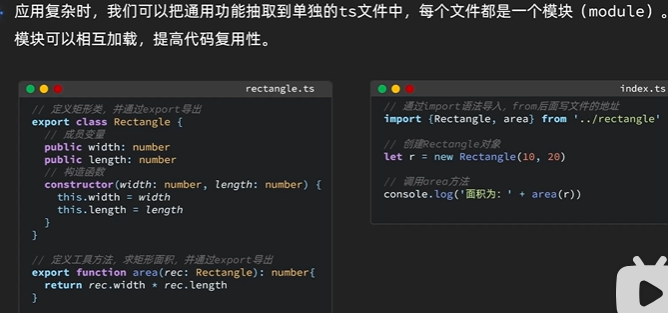 应用复杂时，我们可以把通用功能抽取到单独的ts文件中，每个文件都是一个模块（module）。
模块可以相互加载，提高代码复用性。
rectangle.ts
// 定义矩形类，并通过export导出
export class Rectangle {
// 成员变量
public width: number
public length: number
// 构造函数
constructor(width: number, length: number) {
this.width = width
this.length = length
}
}
// 定义工具方法，求矩形面积，并通过export导出
export function area(rec: Rectangle): number{
return rec.width * rec.length
}
index.ts
// 通过import语法导入，from后面写文件的地址
import {Rectangle, area} from '../rectangle'
// 创建Rectangle对象
let r = new Rectangle(10, 20)
// 调用area方法
console.log('面积为：' + area(r))